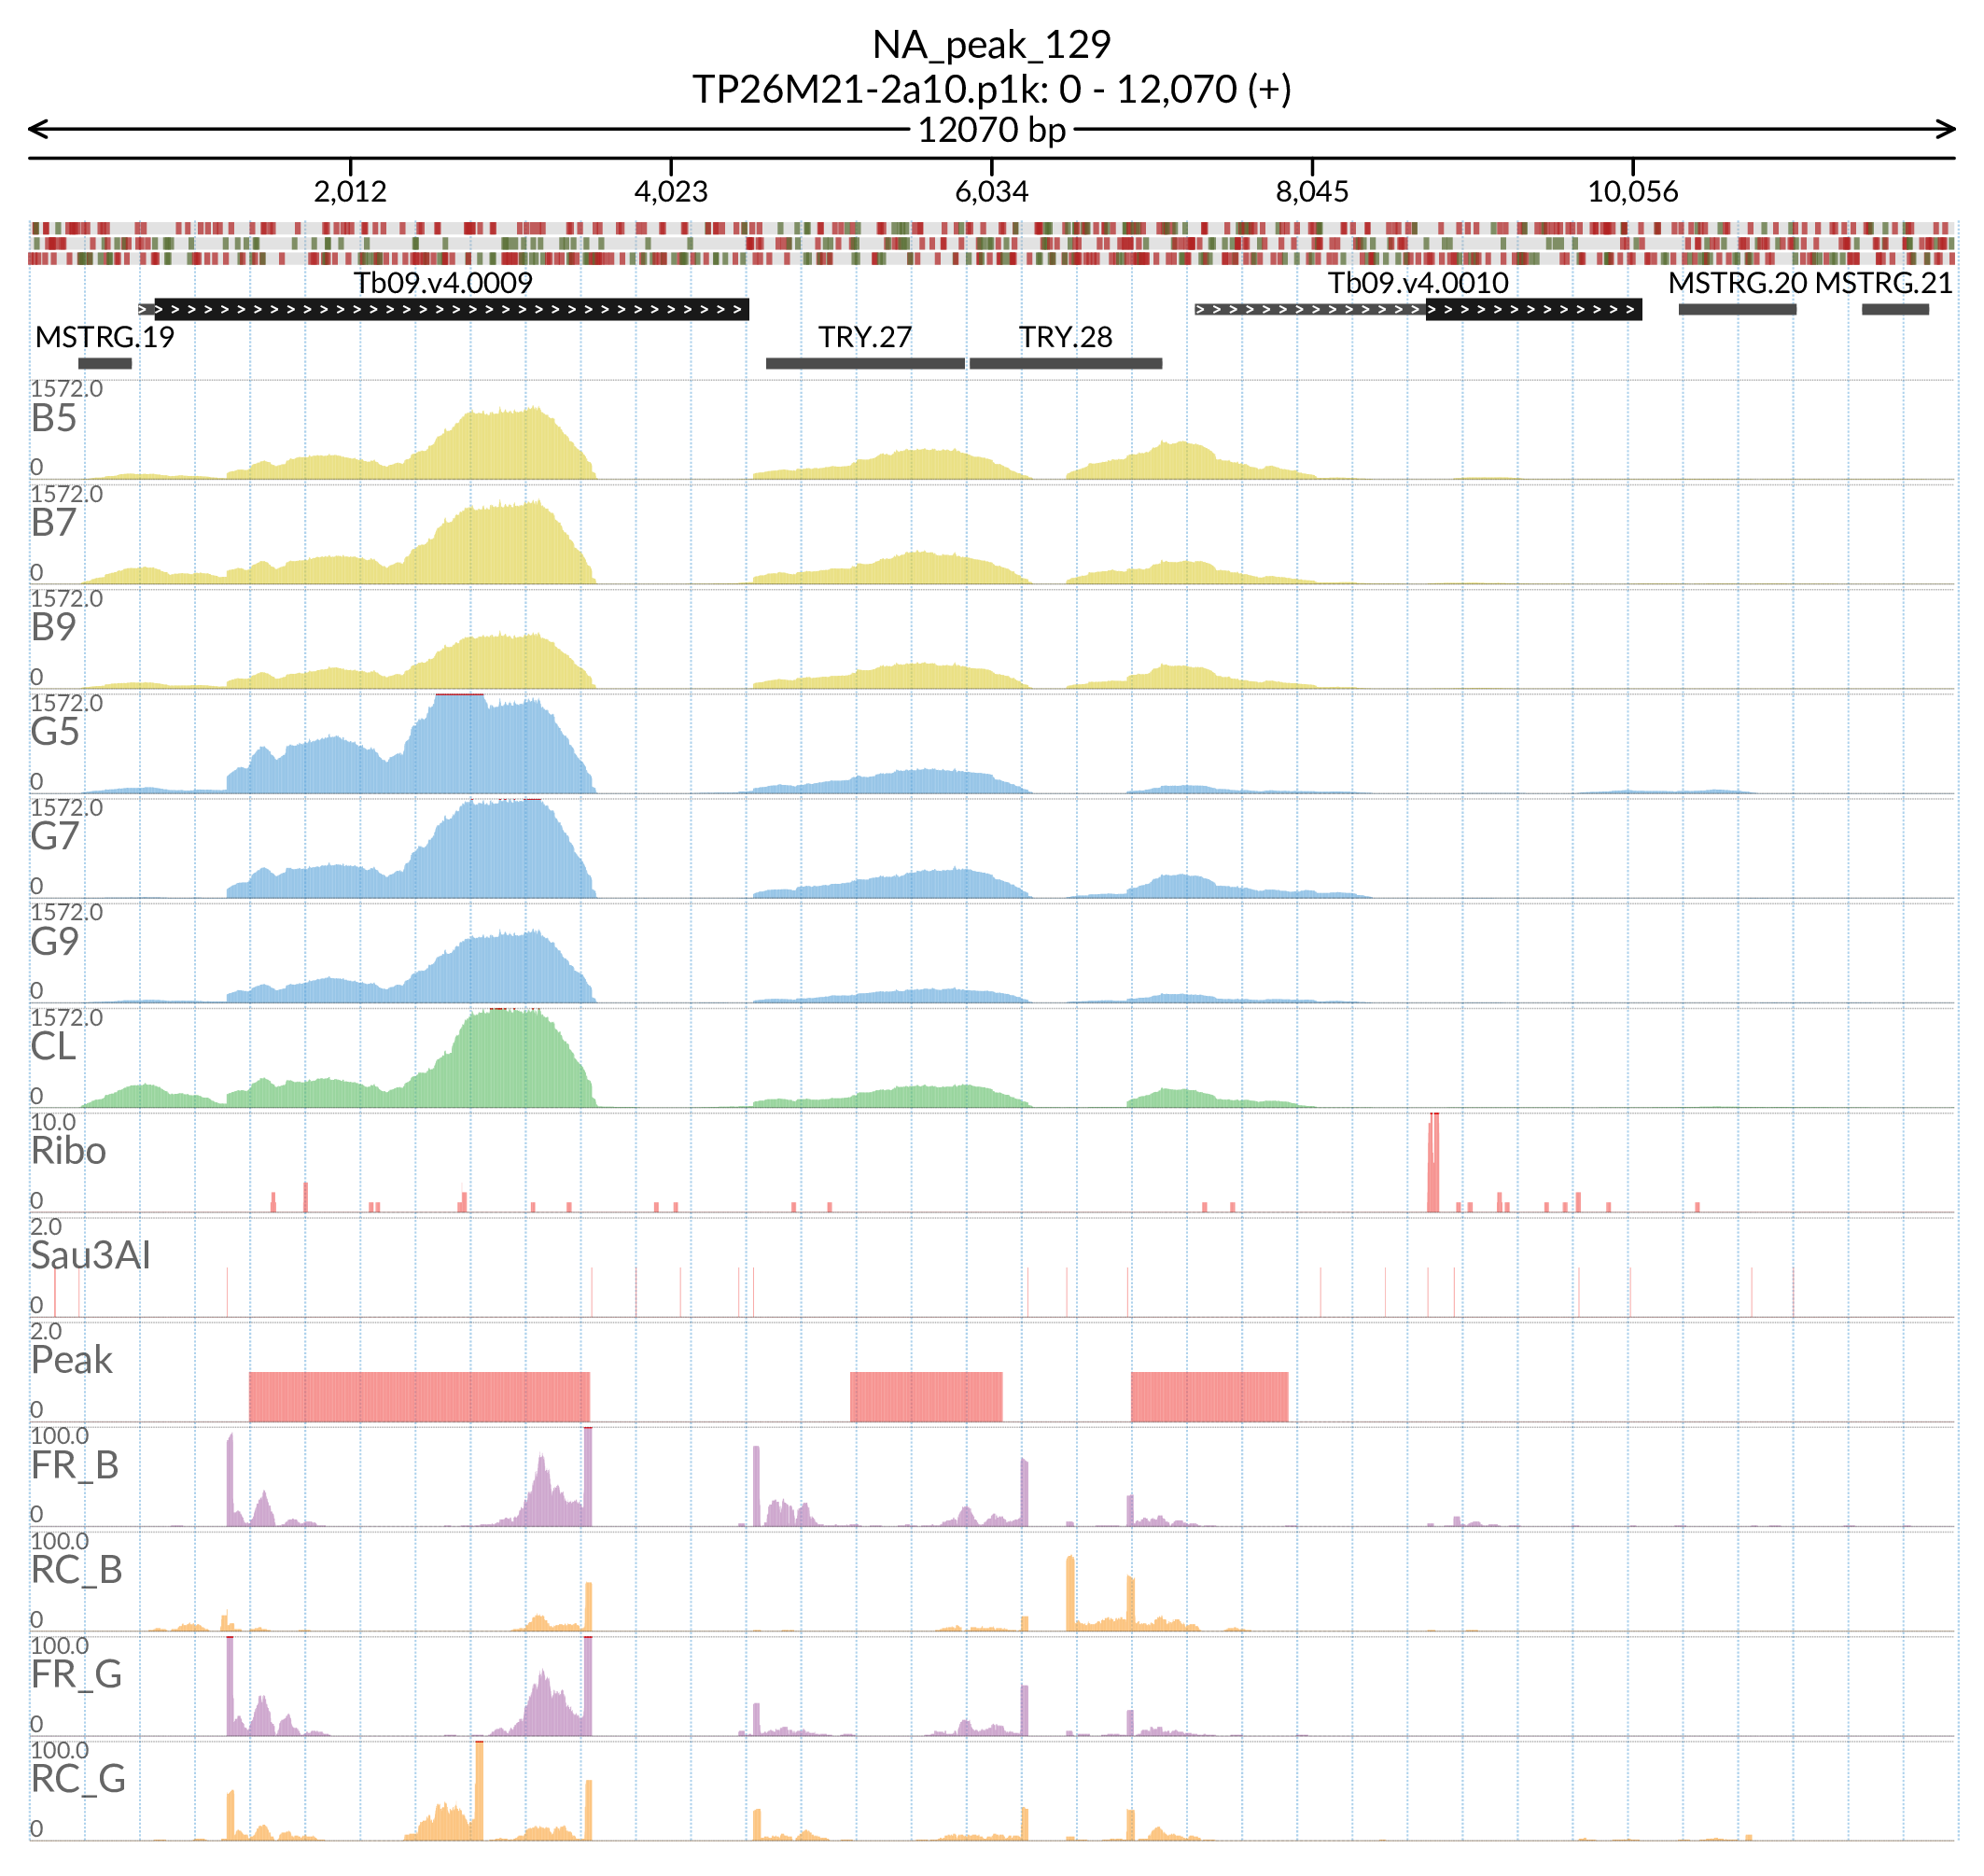 NA_peak_129
TP26M21-2a10.p1k: 0 - 12,070 (+)
12070 bp
2,012 4,023 6,034 8,045 10,056
Tb09.v4.0009 Tb09.v4.0010 MSTRG.20 MSTRG.21
MSTRG.19 TRY.27 TRY.28
1572.0
B5
0
1572.0
B7
0
1572.0
B9
0
1572.0
G5
0
1572.0
G7
0
1572.0
G9
0
1572.0
CL
0
10.0
Ribo
0
2.0
Sau3AI
0
2.0
Peak
0
100.0
FR_B
0
100.0
RC_B
0
100.0
FR_G
0
100.0
RC_G
0